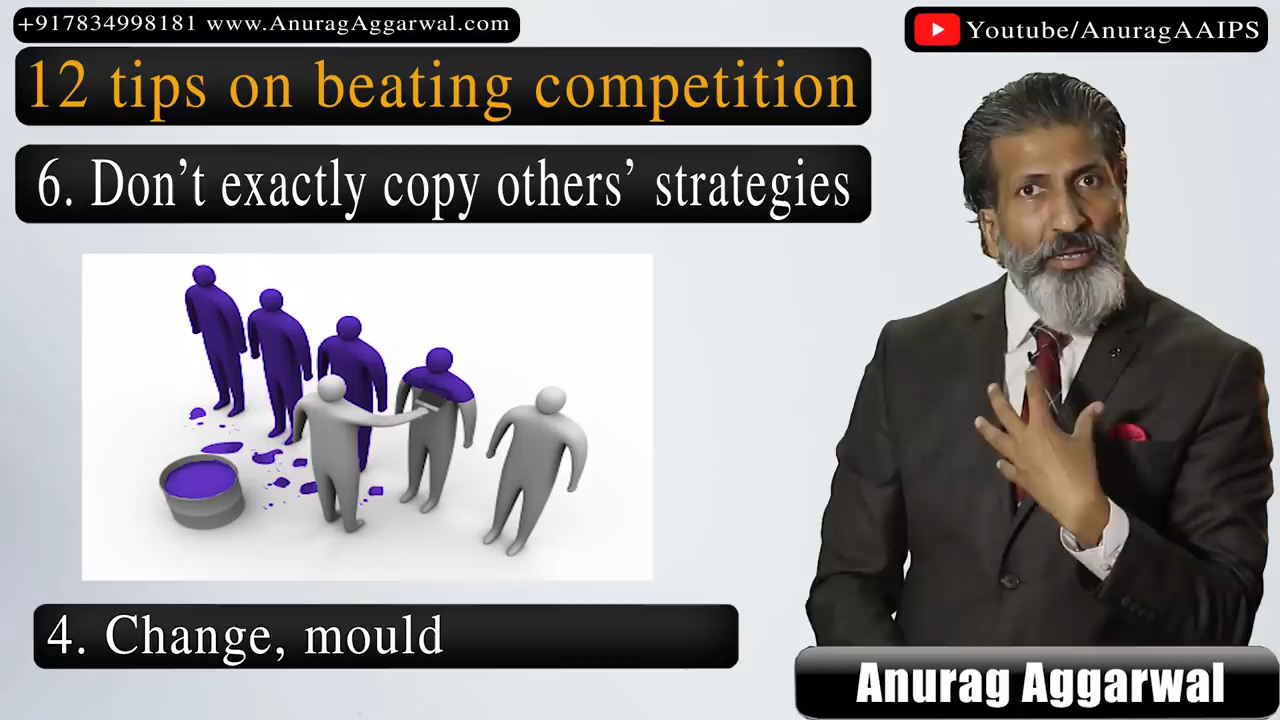 +917834998181 www.AnuragAggarwal.com
Youtube/AnuragAAIPS
12 tips on beating competition
6. Don’t exactly copy others’ strategies
4. Change, mould
Anurag Aggarwal